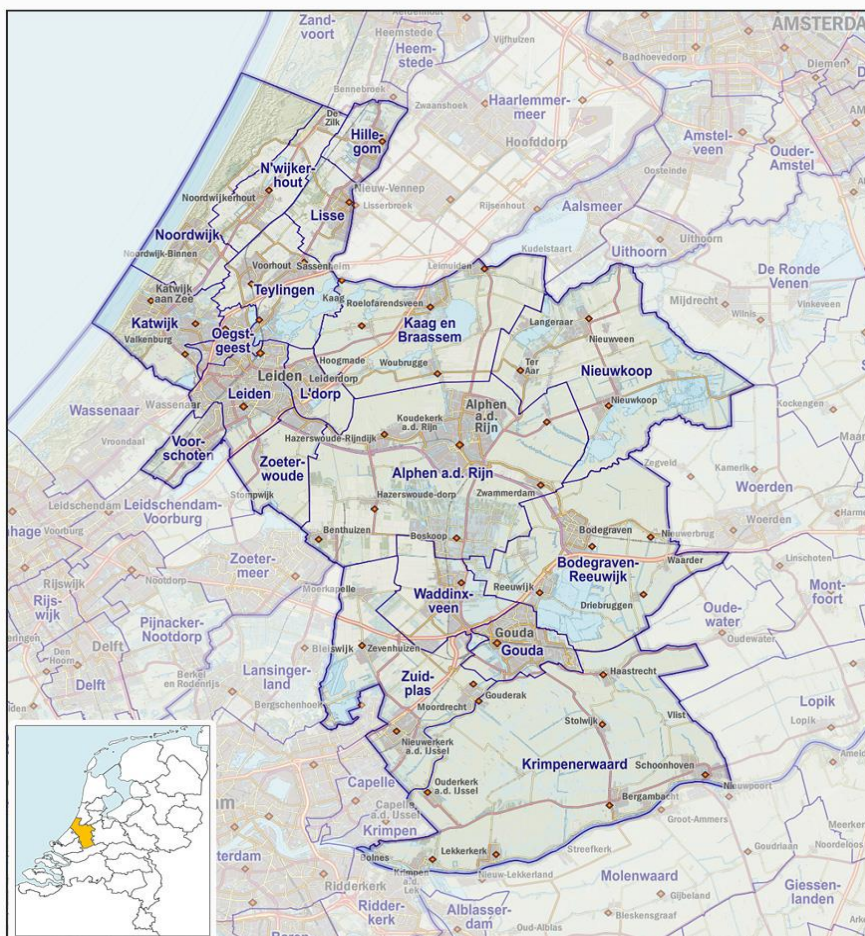 AMSTERDA
Zand-
voort
Heemstede
Heem-
stede
Vijfhuizen
Badhoevedorp
Diemen
Bennebroek
Zwaanshoek
Haarlemmer-
meer
Hoofddorp
De
Zilk
Hille-
gom
Amstel-
veen
Ouder-
Amstel
N'wijker-
hout
Oosteinde
Nieuw-Vennep
Noordwijkerhout
Lisse
Lisserbroek
Rijsenhout
Aalsmeer
Noordwijk
Uithoorn
Uithoorn
Kudelstaart
Noordwijk-Binnen
Voorhout
Sassenheim
Leimuiden
De Ronde
Venen
Katwijk
aan Zee
Teylingen
Kaag
Roelofarendsveen
Mijdrecht
Vinkeveen
Wilnis
Katwijk
Valkenburg
Oegst-
geest
Kaag en
Braassem
Langeraar
Nieuwveen
Hoogmade
Woubrugge
Ter
Aar
Nieuwkoop
Leiden
Leiderdorp
Leiden
L'dorp
Wassenaar
Wassenaar
Nieuwkoop
Kockengen
Alphen
a.d.
Rijn
Koudekerk
a.d. Rijn
Vroondaal
Voor-
schoten
Hazerswoude-Rijndijk
Zoeter-
woude
Alphen a.d. Rijn
Zegveld
Kamerik
Woerden
Stompwijk
Hazerswoude-dorp
Zwammerdam
Leidschendam
Leidschendam-
Voorburg
Woerden
Harme
nhage
Voorburg
Benthuizen
Boskoop
Bodegraven
Nieuwerbrug
Zoeter-
meer
Bodegraven-
Reeuwijk
Waarder
Linschoten
Rijswijk
Nootdorp
Moerkapelle
Waddinx-
veen
Reeuwijk
Driebruggen
Mont-
foort
Rijs-
wijk
Pijnacker-
Nootdorp
Oude-
water
Oudewater
Gouda
Gouda
Delft
Den
Hoorn
Bleiswijk
Zevenhuizen
Lansinger-
land
Berkel
en Rodenrijs
Delft
Zuid-
plas
Haastrecht
Moordrecht
Gouderak
Bergschenhoek
Lopik
Lopik
Vlist
Stolwijk
Nieuwerkerk
a.d. IJssel
Krimpenerwaard
Schoonhoven
Capelle
Ouderkerk
a.d. IJssel
Nieuwpoort
Capelle
a.d. IJssel
Bergambacht
Groot-Ammers
Krimpen
Streefkerk
Goudriaan
Noordeloos
Lekkerkerk
Krimpen
a.d.
Lek
Nieuw-Lekkerland
Molenwaard
Ridderkerk
Ridder-
kerk
Giessen-
landen
Gijbeland
Alblasser-
dam
Bleskensgraaf
Oud-Alblas